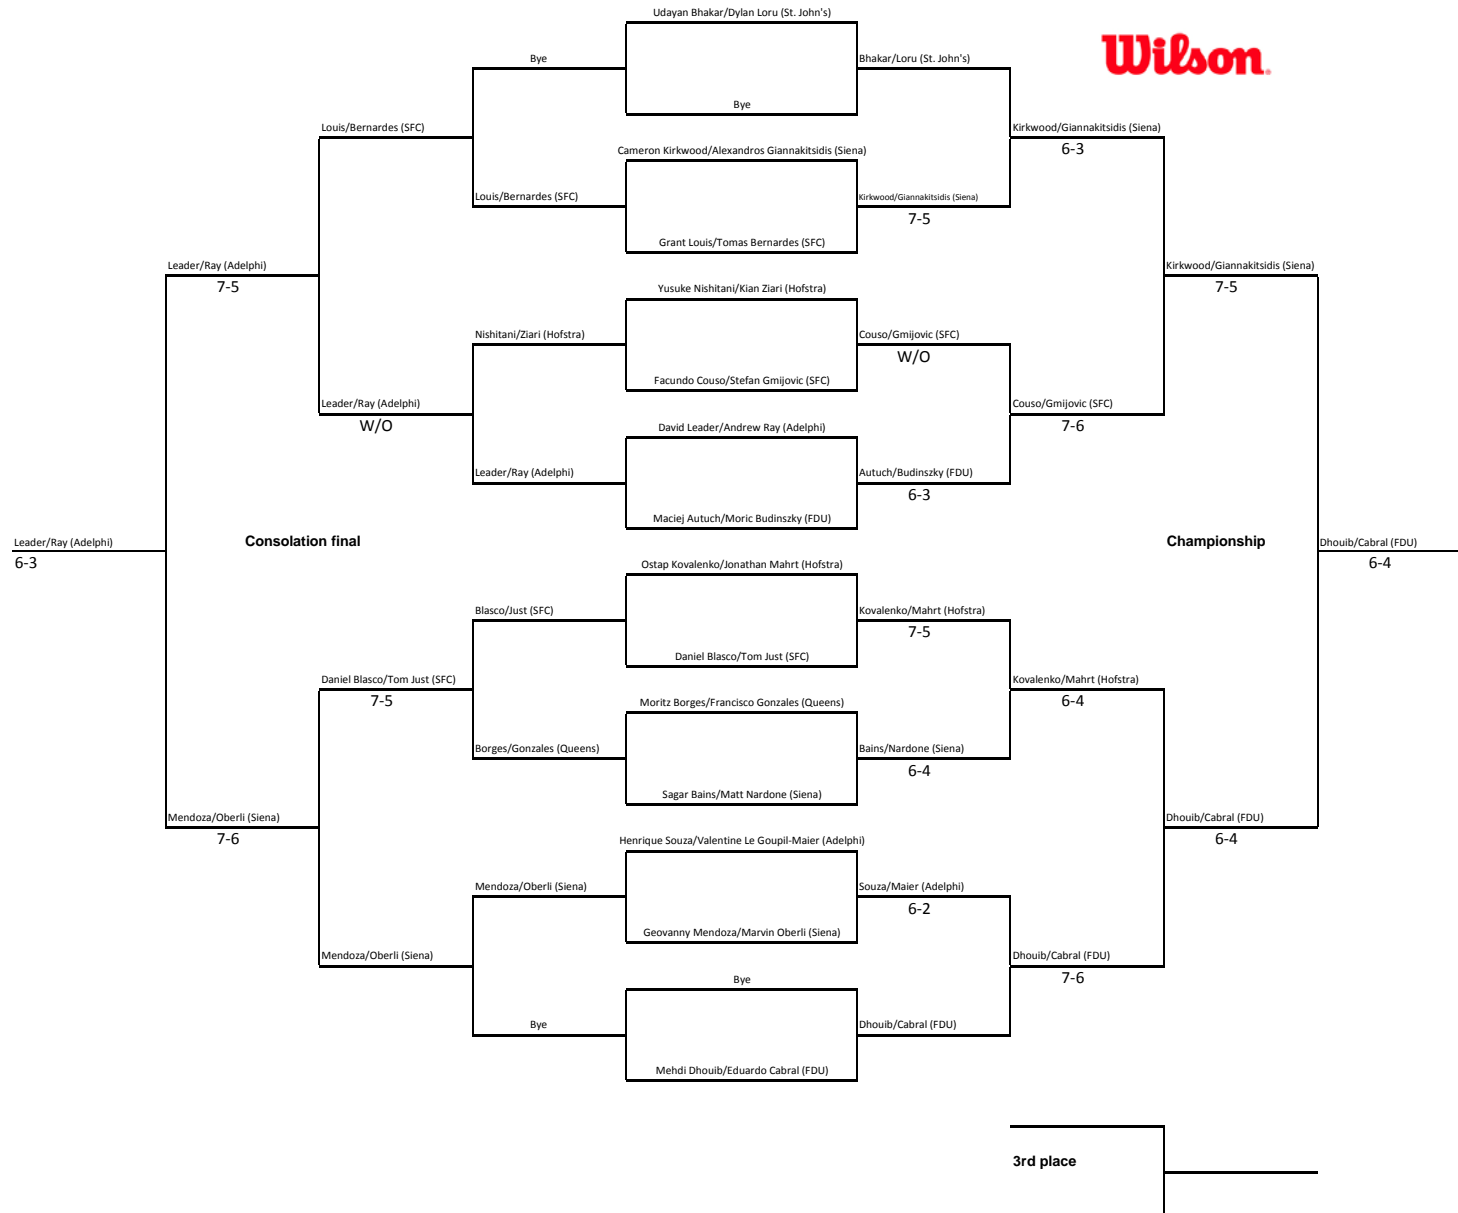 Udayan Bhakar/Dylan Loru (St. John's)
Wilson.
Bye
Bhakar/Loru (St. John's)
Bye
Louis/Bernardes (SFC)
Kirkwood/Giannakitsidis (Siena)
6-3
Cameron Kirkwood/Alexandros Giannakitsidis (Siena)
Louis/Bernardes (SFC)
Kirkwood/Giannakitsidis (Siena)
7-5
Grant Louis/Tomas Bernardes (SFC)
Leader/Ray (Adelphi)
7-5
Kirkwood/Giannakitsidis (Siena)
7-5
Yusuke Nishitani/Kian Ziari (Hofstra)
Nishitani/Ziari (Hofstra)
Couso/Gmijovic (SFC)
W/O
Facundo Couso/Stefan Gmijovic (SFC)
Leader/Ray (Adelphi)
W/O
Couso/Gmijovic (SFC)
7-6
David Leader/Andrew Ray (Adelphi)
Leader/Ray (Adelphi)
Autuch/Budinszky (FDU)
6-3
Maciej Autuch/Moric Budinszky (FDU)
Leader/Ray (Adelphi)
6-3
Consolation final
Championship
Dhouib/Cabral (FDU)
6-4
Ostap Kovalenko/Jonathan Mahrt (Hofstra)
Blasco/Just (SFC)
Kovalenko/Mahrt (Hofstra)
7-5
Daniel Blasco/Tom Just (SFC)
Daniel Blasco/Tom Just (SFC)
7-5
Kovalenko/Mahrt (Hofstra)
6-4
Moritz Borges/Francisco Gonzales (Queens)
Borges/Gonzales (Queens)
Bains/Nardone (Siena)
6-4
Sagar Bains/Matt Nardone (Siena)
Mendoza/Oberli (Siena)
7-6
Dhouib/Cabral (FDU)
6-4
Henrique Souza/Valentine Le Goupil-Maier (Adelphi)
Mendoza/Oberli (Siena)
Souza/Maier (Adelphi)
6-2
Geovanny Mendoza/Marvin Oberli (Siena)
Mendoza/Oberli (Siena)
Dhouib/Cabral (FDU)
7-6
Bye
Bye
Dhouib/Cabral (FDU)
Mehdi Dhouib/Eduardo Cabral (FDU)
3rd place